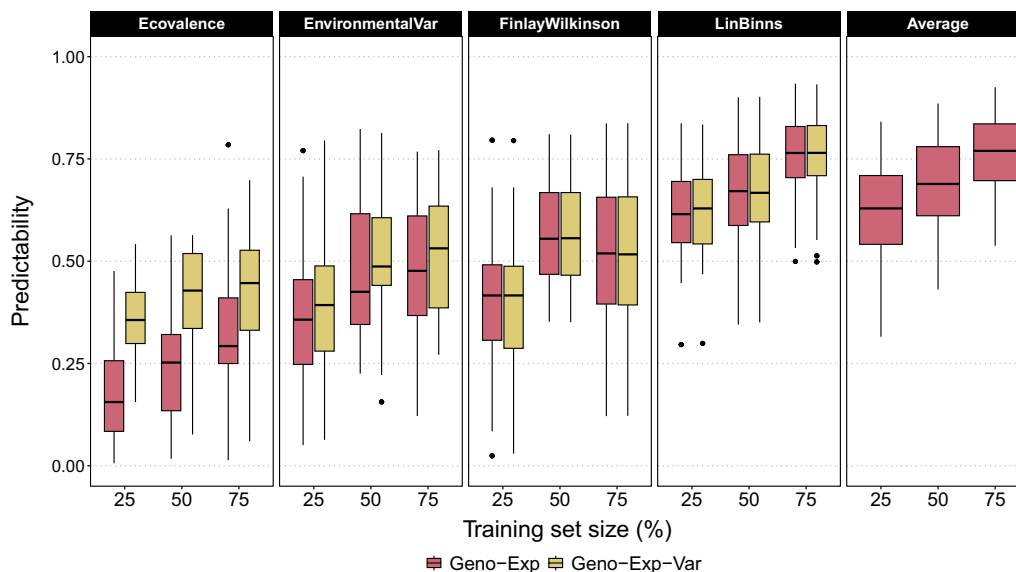 Ecovalence EnvironmentalVar FinlayWilkinson LinBinns Average
1.00
0.75
0.50
0.25
0.00
Predictability
25 50 75 25 50 75 25 50 75 25 50 75 25 50 75
Training set size (%)
Geno−Exp Geno−Exp−Var